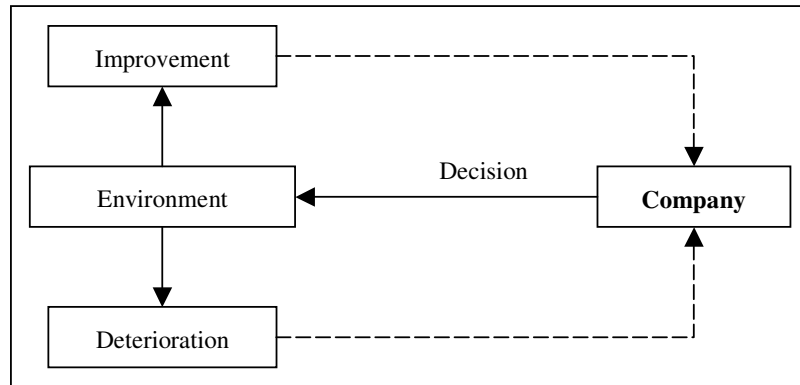 Improvement
Decision
Environment
Company
Deterioration